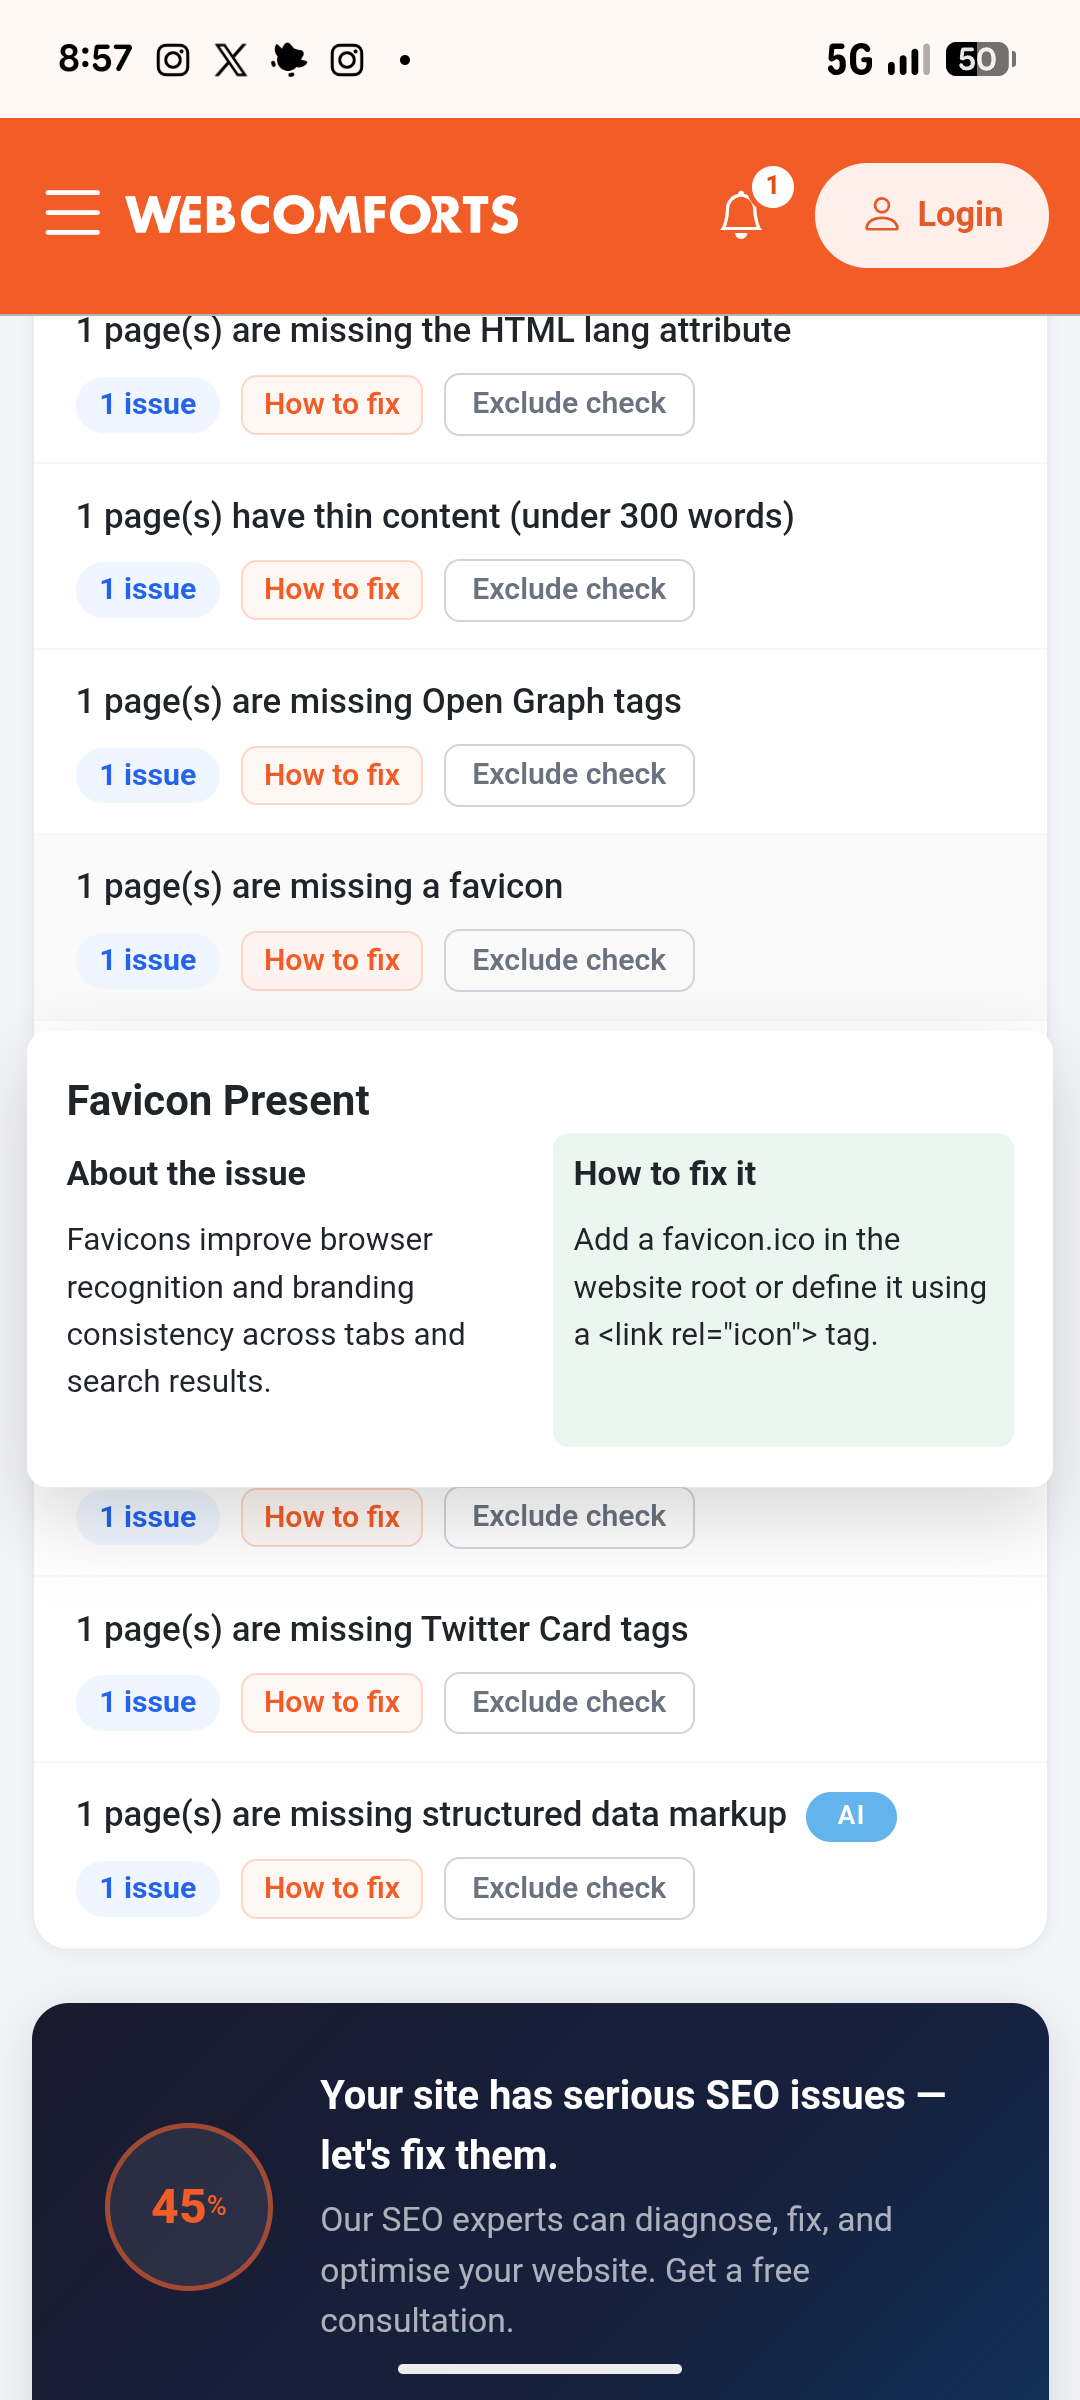 8:57
5G
50
WEBCOMFORTS
1
Login
1 page(s) are missing the HTML lang attribute
1 issue
How to fix
Exclude check
1 page(s) have thin content (under 300 words)
1 issue
How to fix
Exclude check
1 page(s) are missing Open Graph tags
1 issue
How to fix
Exclude check
1 page(s) are missing a favicon
1 issue
How to fix
Exclude check
Favicon Present
About the issue
Favicons improve browser
recognition and branding
consistency across tabs and
search results.
How to fix it
Add a favicon.ico in the
website root or define it using
a <link rel="icon"> tag.
1 issue
How to fix
Exclude check
1 page(s) are missing Twitter Card tags
1 issue
How to fix
Exclude check
1 page(s) are missing structured data markup
AI
1 issue
How to fix
Exclude check
45%
Your site has serious SEO issues —
let's fix them.
Our SEO experts can diagnose, fix, and
optimise your website. Get a free
consultation.